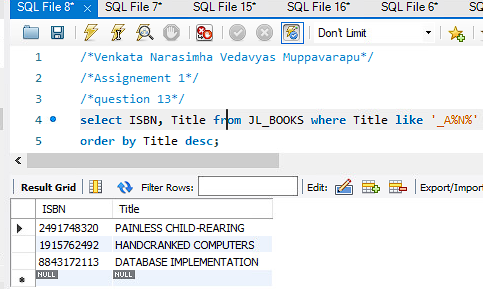 SQL File 8* SQL File 7* SQL File 15* SQL File 16* SQL File 6*
Don't Limit
1 /*Venkata Narasimha Vedavyas Muppavarapu*/
2 /*Assignement 1*/
3 /*question 13*/
4 select ISBN, Title from JL_BOOKS where Title like '_A%N%'
5 order by Title desc;
Result Grid Filter Rows: Edit: Export/Import
ISBN Title
2491748320 PAINLESS CHILD-REARING
1915762492 HANDCRANKED COMPUTERS
8843172113 DATABASE IMPLEMENTATION
NULL NULL